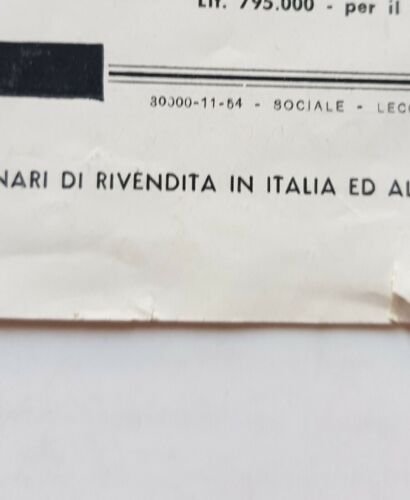 Lit. 795.000 - per il
30000-11-54 - SOCIALE - LECC
NARI DI RIVENDITA IN ITALIA ED AL